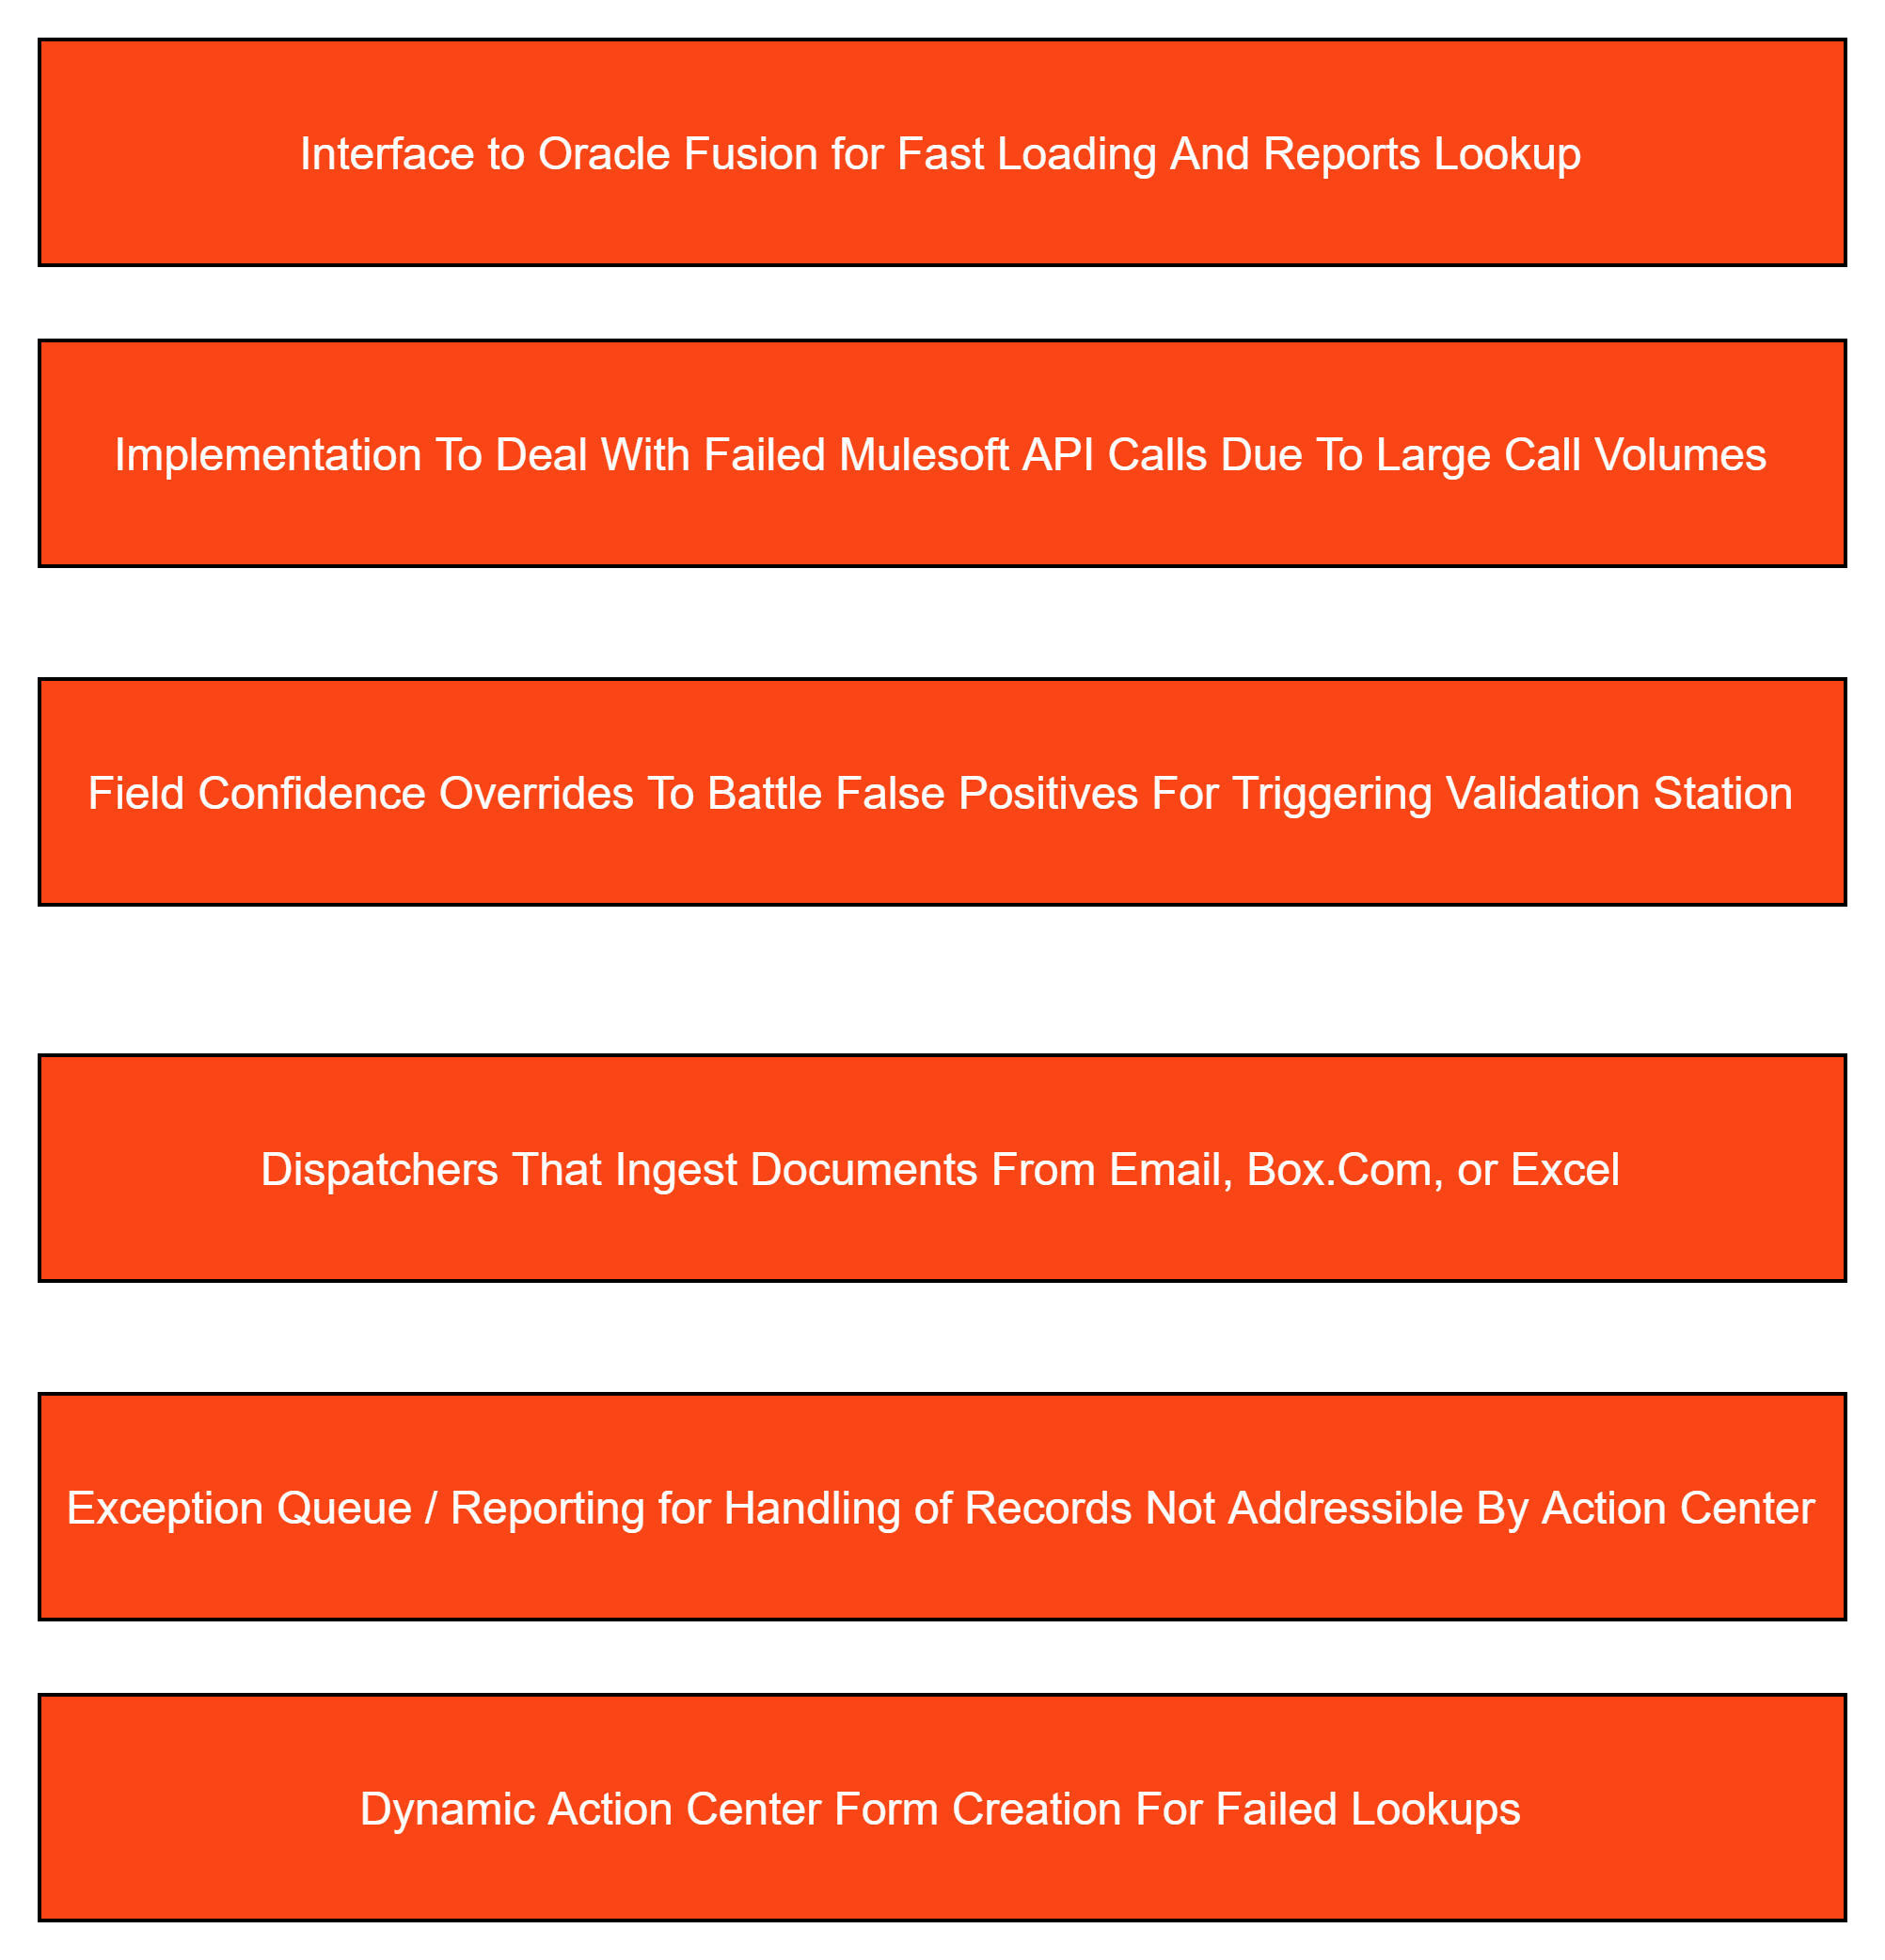 Interface to Oracle Fusion for Fast Loading And Reports Lookup
Implementation To Deal With Failed Mulesoft API Calls Due To Large Call Volumes
Field Confidence Overrides To Battle False Positives For Triggering Validation Station
Dispatchers That Ingest Documents From Email, Box.Com, or Excel
Exception Queue / Reporting for Handling of Records Not Addressible By Action Center
Dynamic Action Center Form Creation For Failed Lookups